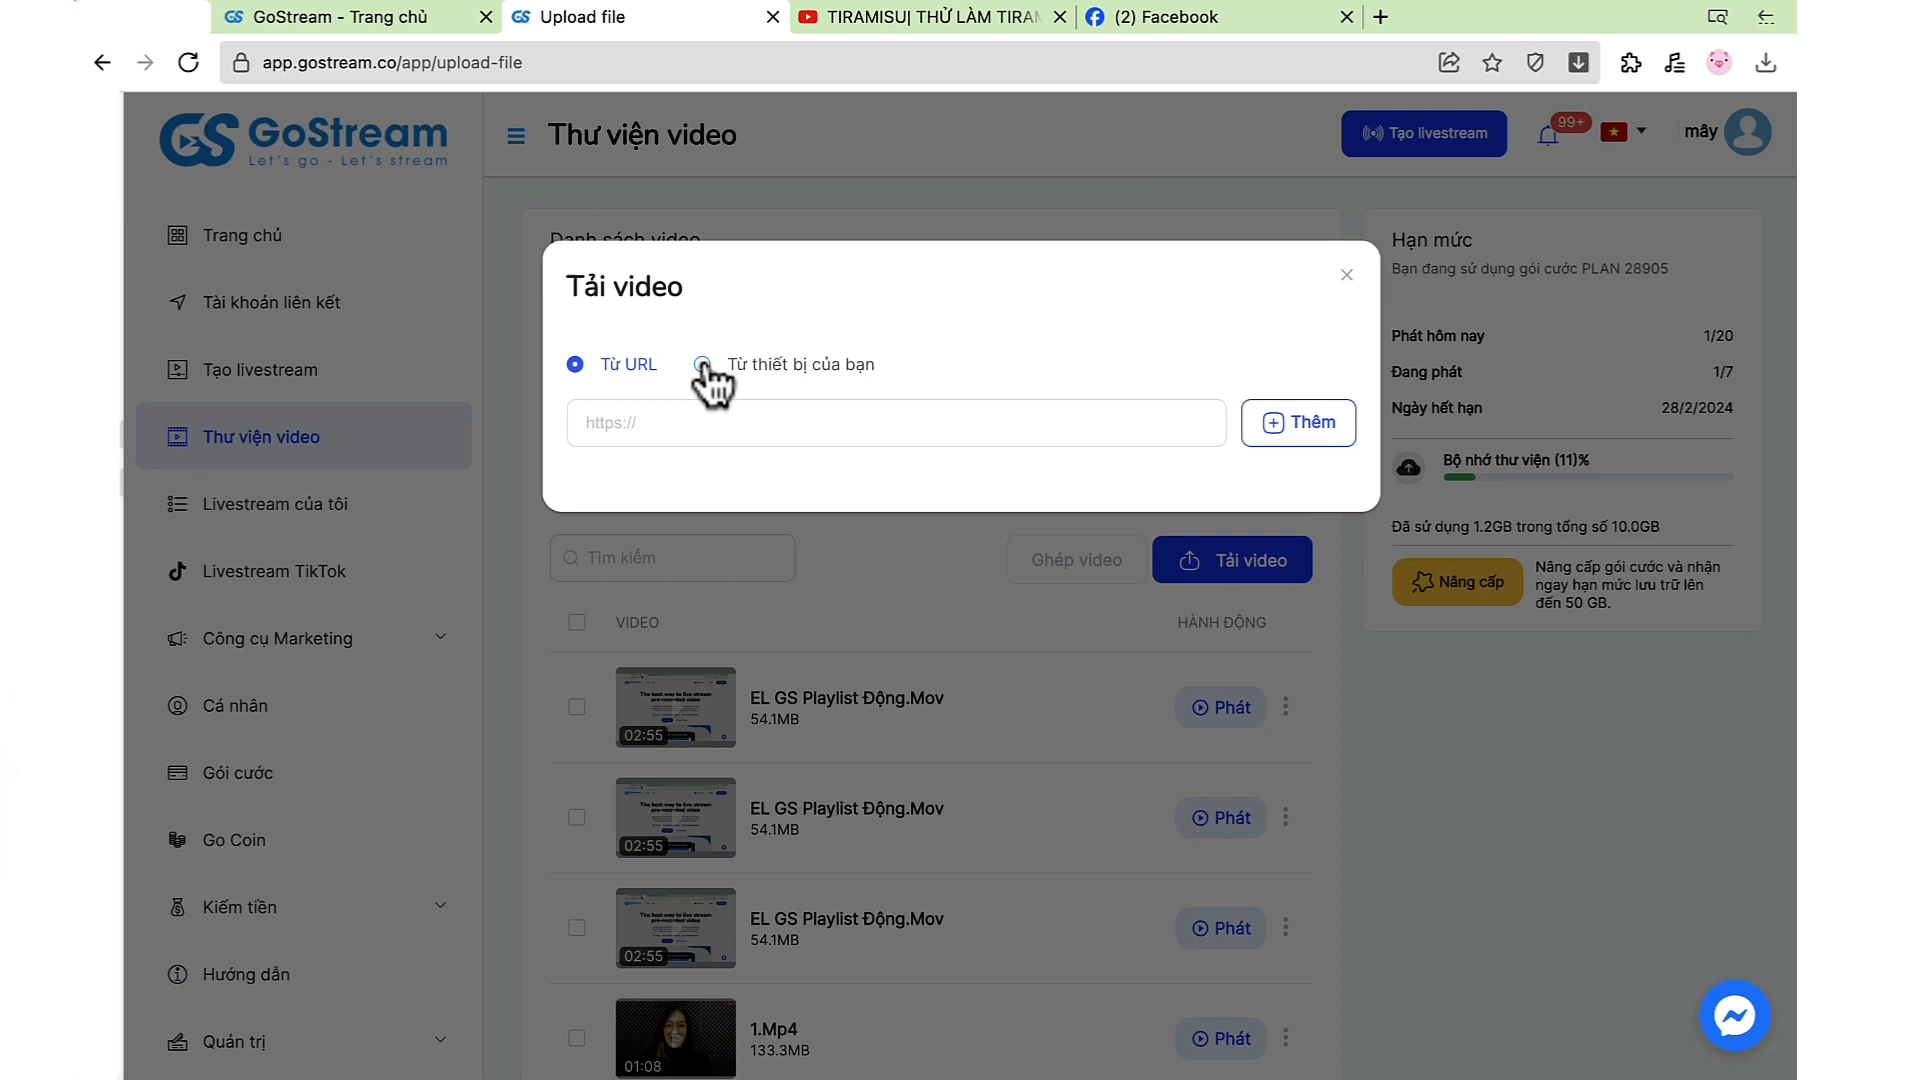 GoStream - Trang chủ
Upload file
TIRAMISU| THỬ LÀM TIRAM
(2) Facebook
app.gostream.co/app/upload-file
GoStream
Let's go - Let's stream
Thư viện video
Tạo livestream
99+
mây
Trang chủ
Tài khoản liên kết
Tạo livestream
Thư viện video
Livestream của tôi
Livestream TikTok
Công cụ Marketing
Cá nhân
Gói cước
Go Coin
Kiếm tiền
Hướng dẫn
Quản trị
Danh sách video
Tải video
Từ URL
Từ thiết bị của bạn
https://
Thêm
Tìm kiếm
Ghép video
Tải video
VIDEO
HÀNH ĐỘNG
02:55
EL GS Playlist Động.Mov
54.1MB
Phát
02:55
EL GS Playlist Động.Mov
54.1MB
Phát
02:55
EL GS Playlist Động.Mov
54.1MB
Phát
01:08
1.Mp4
133.3MB
Phát
Hạn mức
Bạn đang sử dụng gói cước PLAN 28905
Phát hôm nay
1/20
Đang phát
1/7
Ngày hết hạn
28/2/2024
Bộ nhớ thư viện (11)%
Đã sử dụng 1.2GB trong tổng số 10.0GB
Nâng cấp
Nâng cấp gói cước và nhận
ngay hạn mức lưu trữ lên
đến 50 GB.